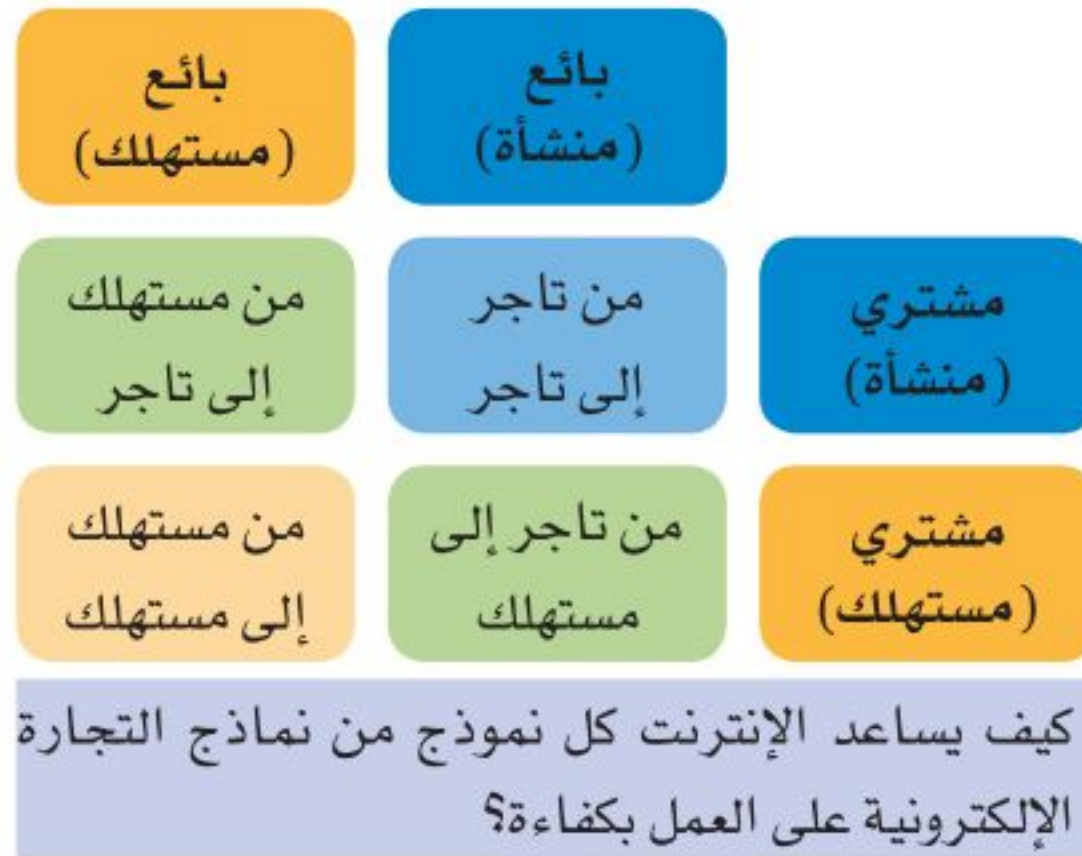 بائع
(منشأة)
بائع
(مستهلك)
مشتري
(منشأة)
من تاجر
إلى تاجر
من مستهلك
إلى تاجر
مشتري
(مستهلك)
من تاجر إلى
مستهلك
من مستهلك
إلى مستهلك
كيف يساعد الإنترنت كل نموذج من نماذج التجارة
الإلكترونية على العمل بكفاءة؟